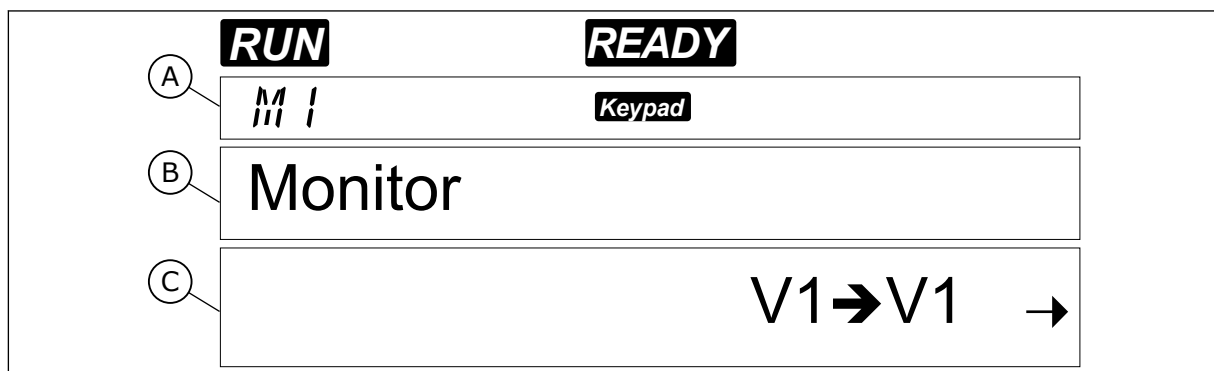 RUN READY
A M1 Keypad
B Monitor
C V1➔V1 →